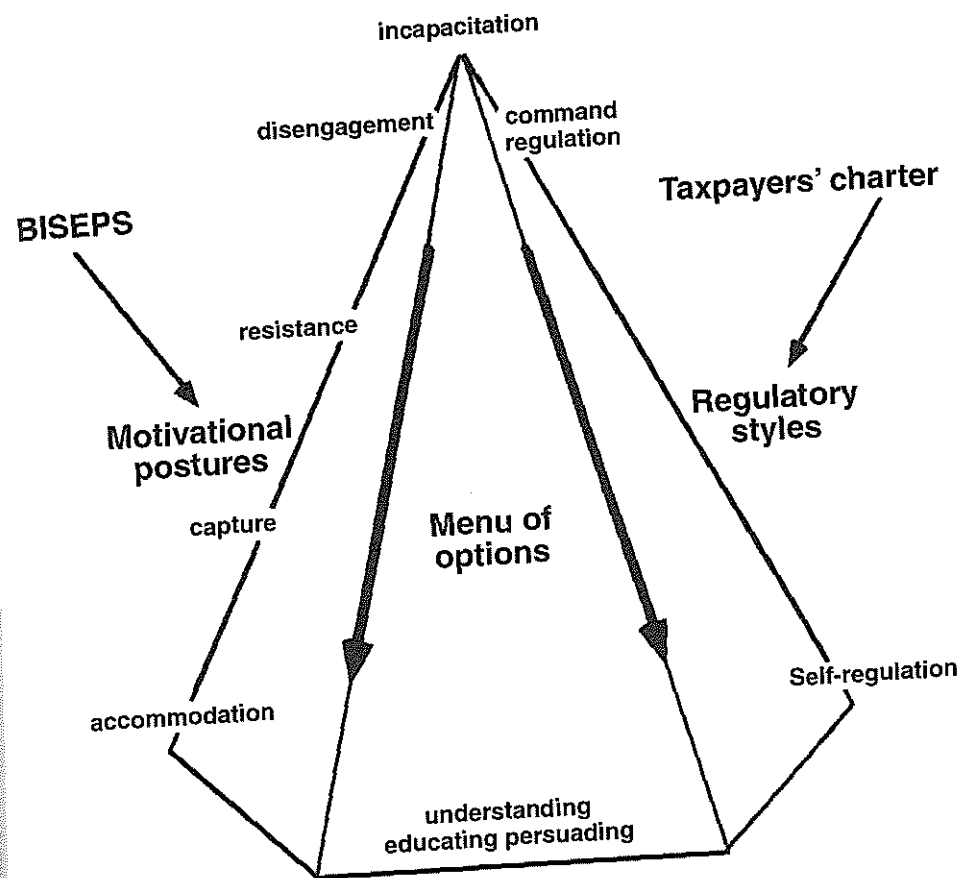 incapacitation
disengagement
command
regulation
Taxpayers' charter
BISEPS
resistance
Motivational
postures
Regulatory
styles
capture
Menu of
options
accommodation
Self-regulation
understanding
educating persuading